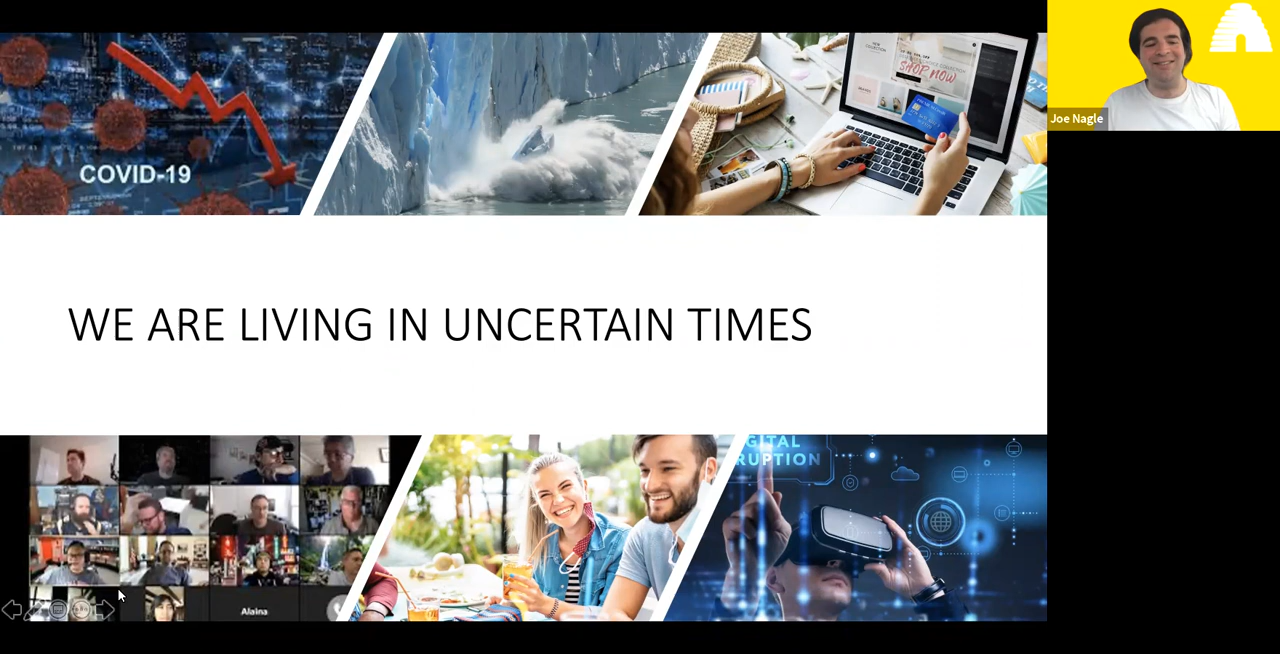 COVID-19
SHOP NOW
Joe Nagle
WE ARE LIVING IN UNCERTAIN TIMES
GITAL
RUPTION
Alaina